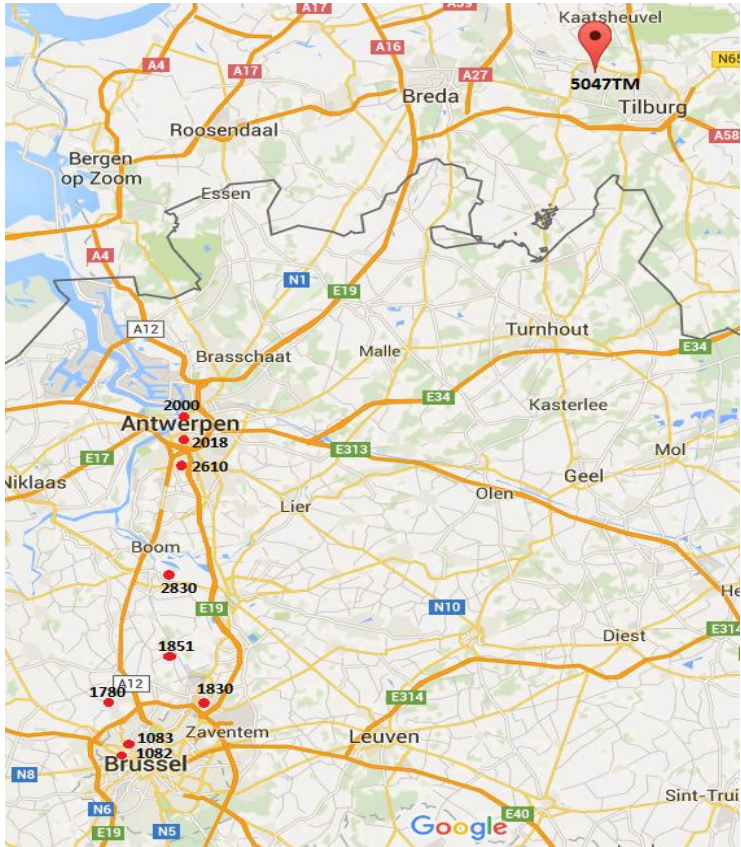 A59
A17
Kaatsheuvel
A16
A4
A17
A27
N65
5047TM
Breda
Tilburg
Roosendaal
A58
Bergen
op Zoom
Essen
A4
N1
E19
A12
Turnhout
Brasschaat
Malle
E34
2000
E34
Kasterlee
Antwerpen
2018
E313
Mol
E17
2610
Geel
Niklaas
Olen
Lier
Boom
2830
He
E19
N10
E314
Diest
1851
A12
1780
1830
E314
1083
Zaventem
Leuven
1082
Brussel
N8
Sint-Trui
N6
E40
E19
N5
Google